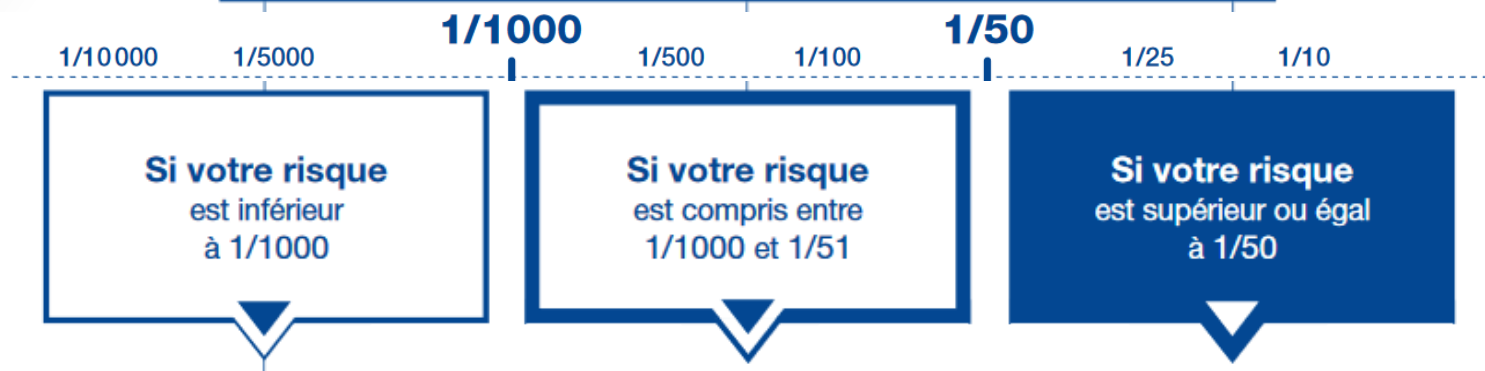 1/10 000 1/5000 1/1000 1/500 1/100 1/50 1/25 1/10
Si votre risque
est inférieur
à 1/1000
Si votre risque
est compris entre
1/1000 et 1/51
Si votre risque
est supérieur ou égal
à 1/50